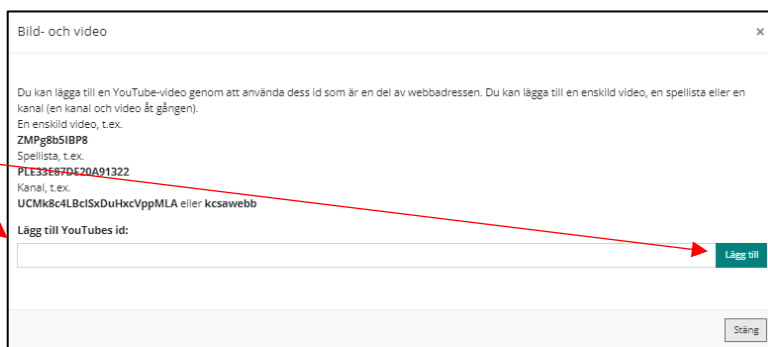 Bild- och video
×
Du kan lägga till en YouTube-video genom att använda dess id som är en del av webbadressen. Du kan lägga till en enskild video, en spellista eller en
kanal (en kanal och video åt gången).
En enskild video, t.ex.
ZMPg8b5IBP8
Spellista, t.ex.
PLE33E87DE20A91322
Kanal, t.ex.
UCMk8c4LBcISxDuHxcVppMLA eller kcsawebb
Lägg till YouTubes id:
Lägg till
Stäng